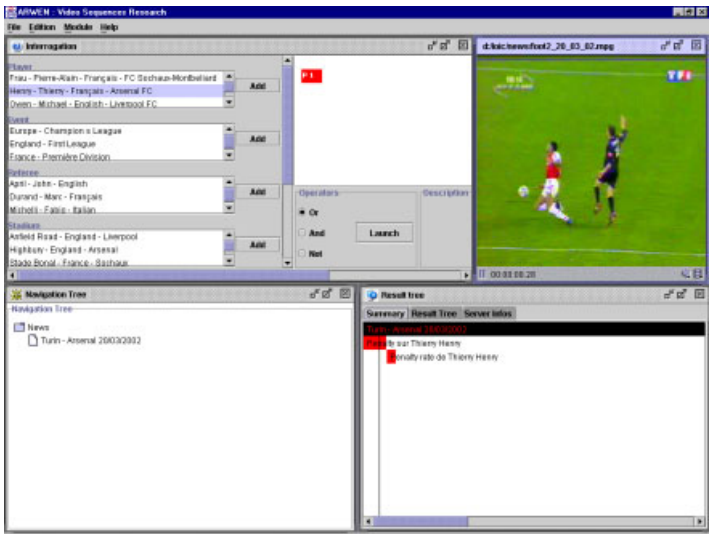 ARWEN : Video Sequences Research
File Edition Module Help
Interrogation
Player
Frau - Pierre-Alain - Français - FC Sochaux-Montbeliard
Henry - Thierry - Français - Arsenal FC
Owen - Michael - English - Liverpool FC
Add
Event
Europe - Champion s League
England - First League
France - Première Division
Add
Referee
April - John - English
Durand - Marc - Français
Michelli - Fabio - Italian
Add
Stadium
Anfield Road - England - Liverpool
Highbury - England - Arsenal
Stade Bonal - France - Sochaux
Add
P 1
Operators
Or
And
Not
Launch
Description
d:/loic/news/foot2_20_03_02.mpg
TF1
00:01:08:28
Navigation Tree
Navigation Tree
News
Turin - Arsenal 20/03/2002
Result tree
Summary Result Tree Server Infos
Turin - Arsenal 20/03/2002
Penalty sur Thierry Henry
Penalty rate de Thierry Henry